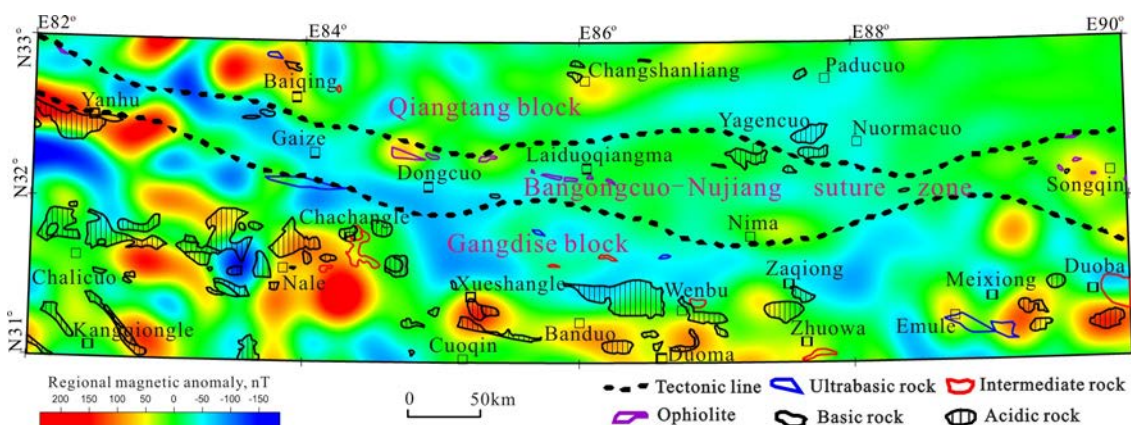 E82° E84° E86° E88° E90°
N33°
N32°
N31°
Baiqing
Changshanliang
Paducuo
Yanhu
Qiangtang block
Yagencuo
Nuormacuo
Gaize
Laiduoqiangma
Dongcuo
Bangongcuo-Nujiang suture zone
Songqin
Chachangle
Nima
Gangdise block
Chalicuo
Nale
Xueshangle
Wenbu
Zaqiong
Meixiong
Duoba
Kangqiongle
Banduo
Zhuowa
Emule
Cuoqin
Duoma
Regional magnetic anomaly, nT
200 150 100 50 0 -50 -100 -150
0 50km
Tectonic line
Ultrabasic rock
Intermediate rock
Ophiolite
Basic rock
Acidic rock